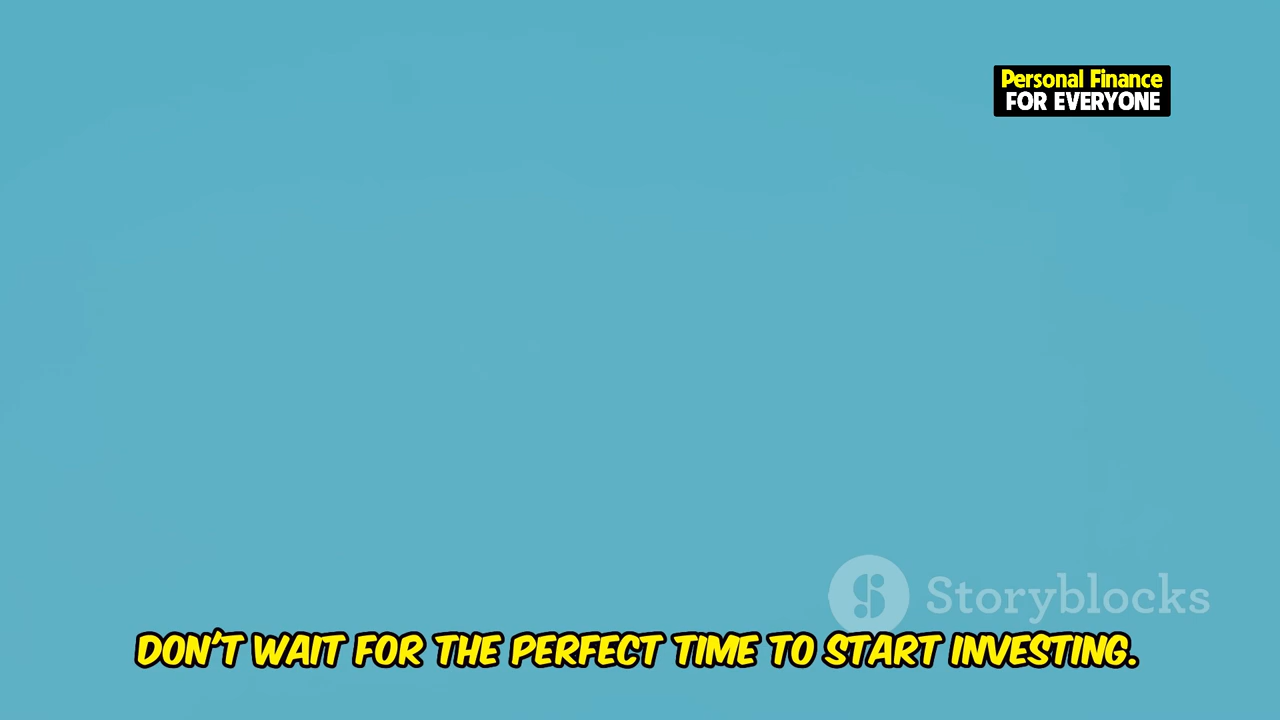 Personal Finance
FOR EVERYONE
Storyblocks
DON'T WAIT FOR THE PERFECT TIME TO START INVESTING.